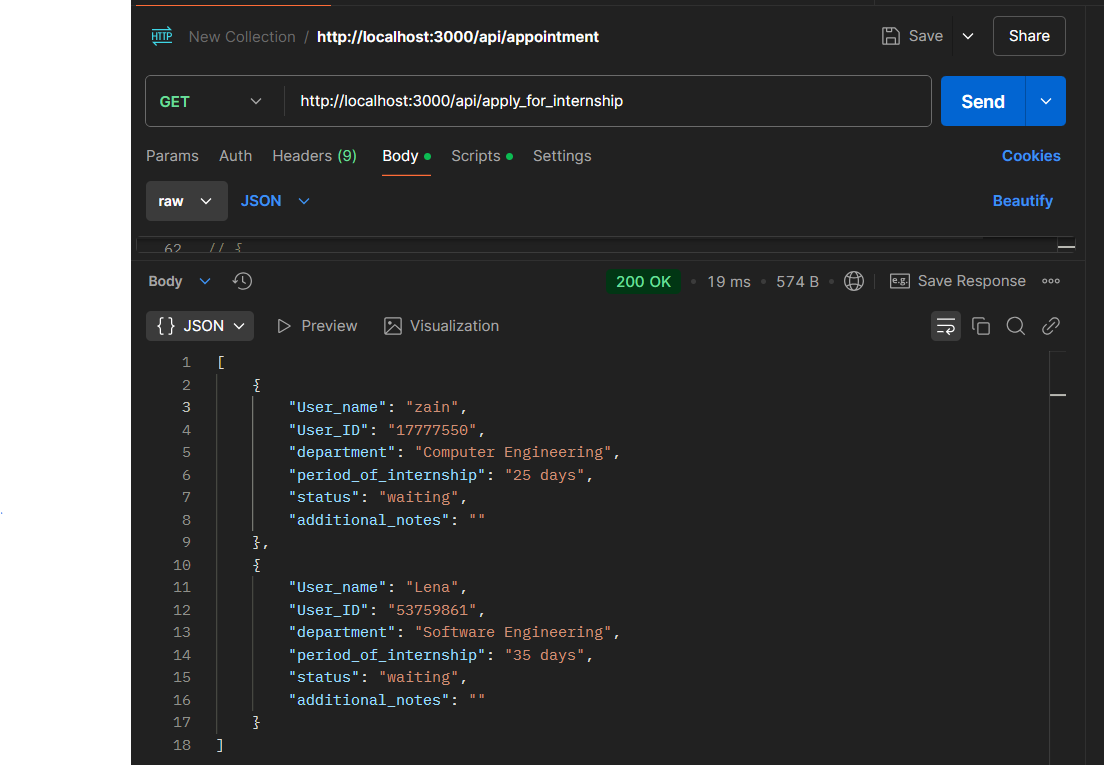 HTTP New Collection / http://localhost:3000/api/appointment Save Share
GET http://localhost:3000/api/apply_for_internship Send
Params Auth Headers (9) Body Scripts Settings Cookies
raw JSON Beautify
62 // {
Body 200 OK • 19 ms • 574 B • e.g. Save Response
{} JSON Preview Visualization
1 [
2 {
3 "User_name": "zain",
4 "User_ID": "17777550",
5 "department": "Computer Engineering",
6 "period_of_internship": "25 days",
7 "status": "waiting",
8 "additional_notes": ""
9 },
10 {
11 "User_name": "Lena",
12 "User_ID": "53759861",
13 "department": "Software Engineering",
14 "period_of_internship": "35 days",
15 "status": "waiting",
16 "additional_notes": ""
17 }
18 ]